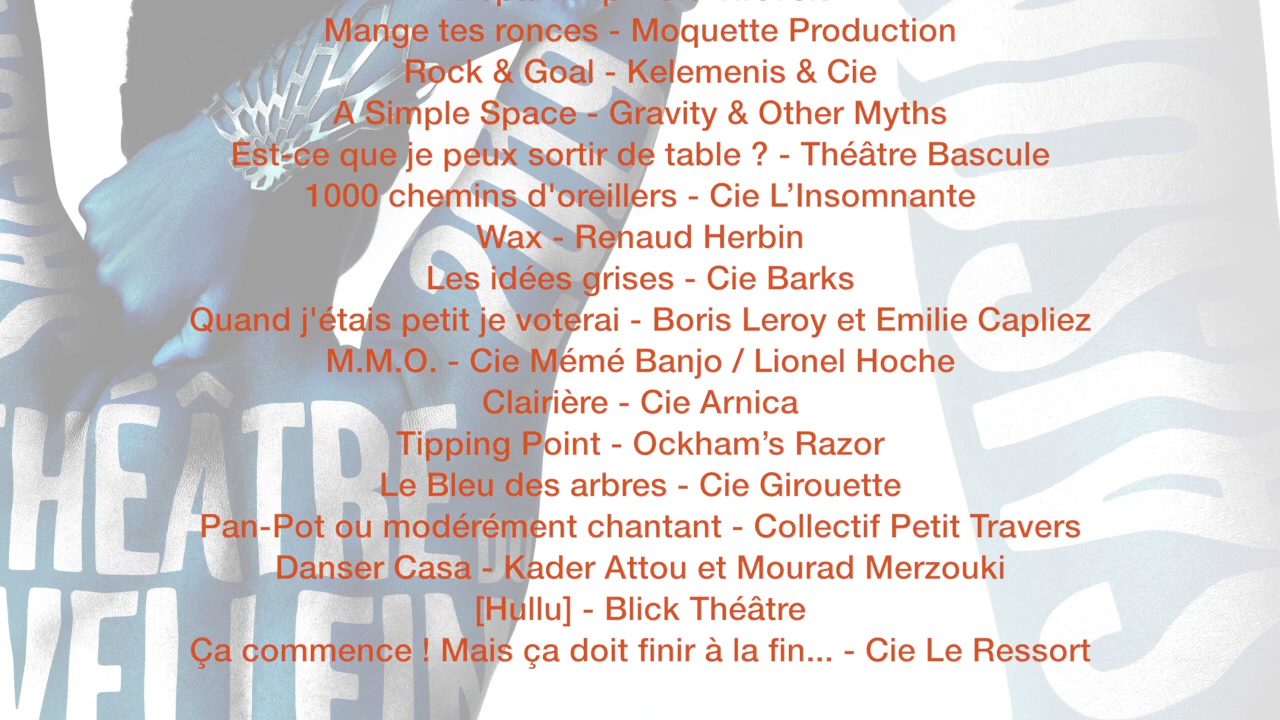 Mange tes ronces - Moquette Production
Rock & Goal - Kelemenis & Cie
A Simple Space - Gravity & Other Myths
Est-ce que je peux sortir de table ? - Théâtre Bascule
1000 chemins d'oreillers - Cie L’Insomnante
Wax - Renaud Herbin
Les idées grises - Cie Barks
Quand j'étais petit je voterai - Boris Leroy et Emilie Capliez
M.M.O. - Cie Mémé Banjo / Lionel Hoche
Clairière - Cie Arnica
Tipping Point - Ockham’s Razor
Le Bleu des arbres - Cie Girouette
Pan-Pot ou modérément chantant - Collectif Petit Travers
Danser Casa - Kader Attou et Mourad Merzouki
[Hullu] - Blick Théâtre
Ça commence ! Mais ça doit finir à la fin... - Cie Le Ressort
THÉÂTRE DU
VELLEIN
2019